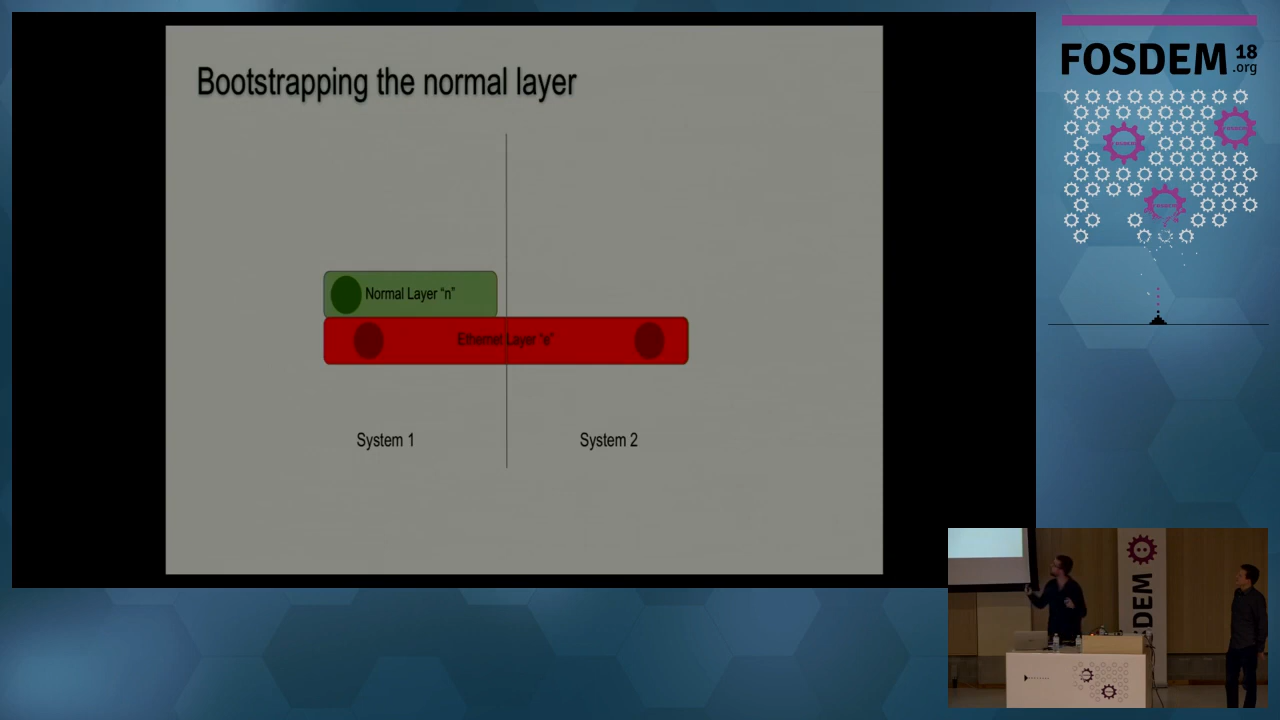 Bootstrapping the normal layer
Normal Layer “n”
Ethernet Layer “e”
System 1
System 2
FOSDEM 18
.org
DEM